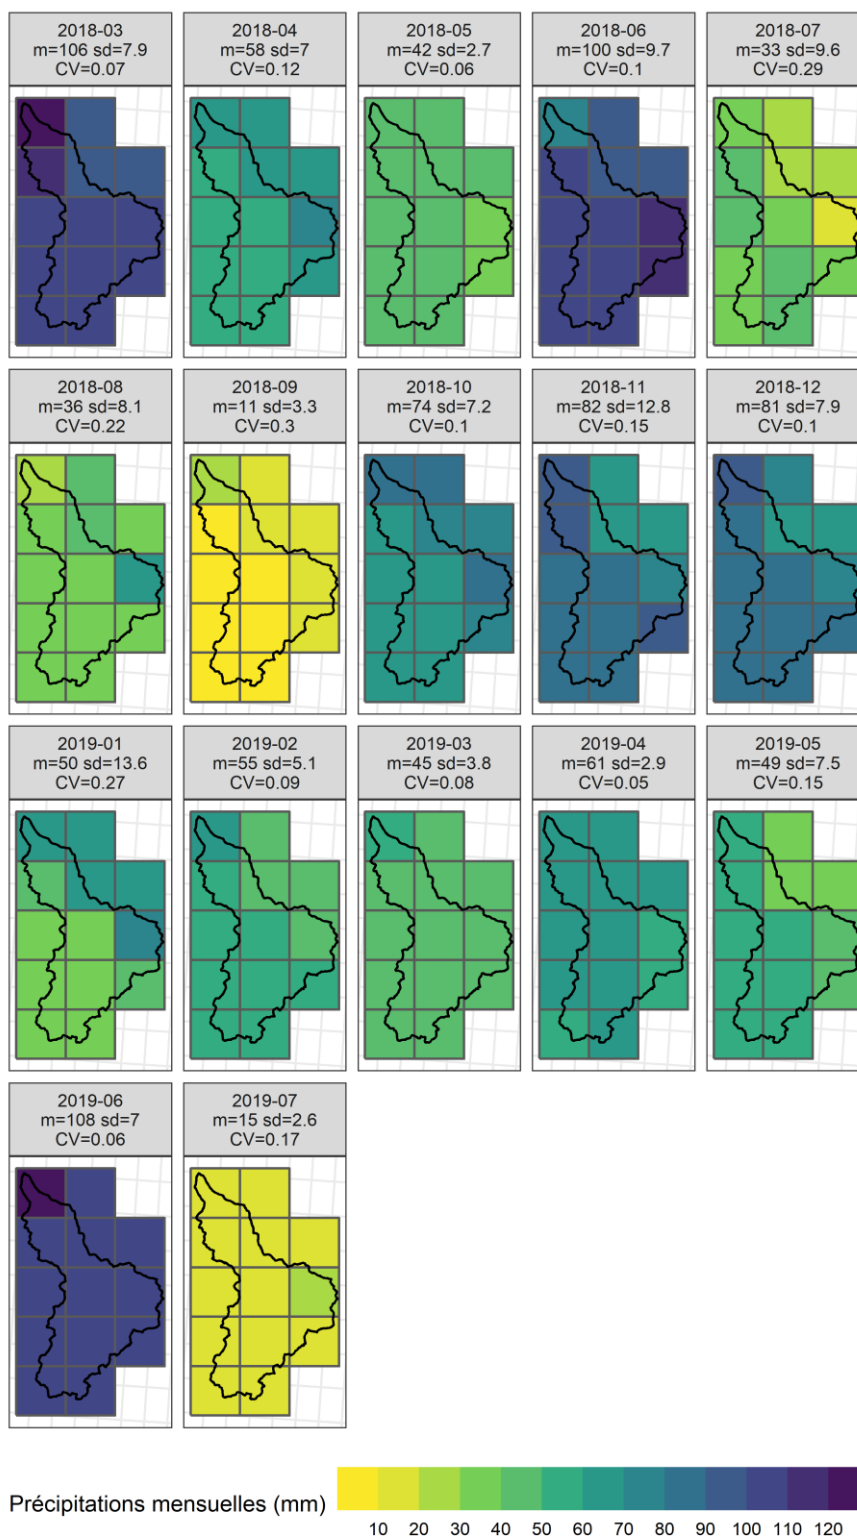 2018-03
m=106 sd=7.9
CV=0.07
2018-04
m=58 sd=7
CV=0.12
2018-05
m=42 sd=2.7
CV=0.06
2018-06
m=100 sd=9.7
CV=0.1
2018-07
m=33 sd=9.6
CV=0.29
2018-08
m=36 sd=8.1
CV=0.22
2018-09
m=11 sd=3.3
CV=0.3
2018-10
m=74 sd=7.2
CV=0.1
2018-11
m=82 sd=12.8
CV=0.15
2018-12
m=81 sd=7.9
CV=0.1
2019-01
m=50 sd=13.6
CV=0.27
2019-02
m=55 sd=5.1
CV=0.09
2019-03
m=45 sd=3.8
CV=0.08
2019-04
m=61 sd=2.9
CV=0.05
2019-05
m=49 sd=7.5
CV=0.15
2019-06
m=108 sd=7
CV=0.06
2019-07
m=15 sd=2.6
CV=0.17
Précipitations mensuelles (mm)
10 20 30 40 50 60 70 80 90 100 110 120